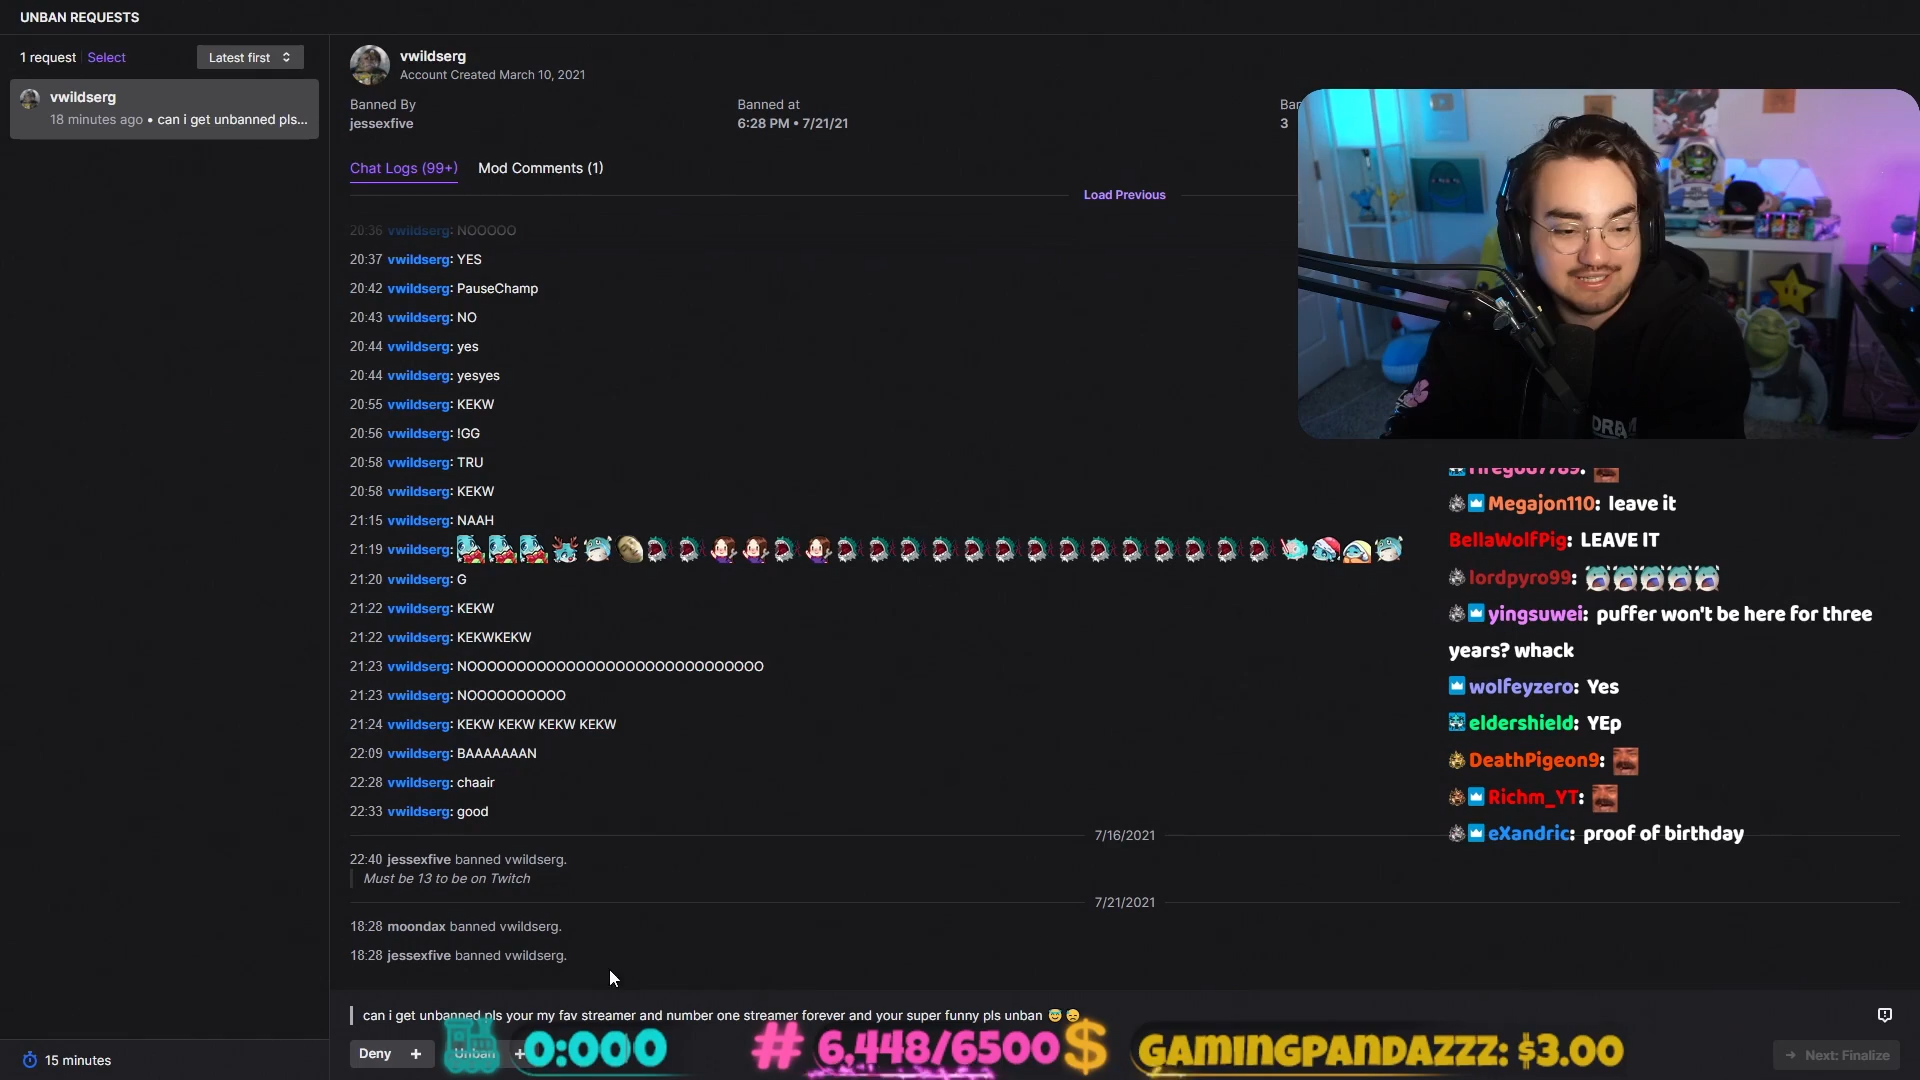 UNBAN REQUESTS
1 request Select Latest first
vwildserg
18 minutes ago • can i get unbanned pls...
vwildserg
Account Created March 10, 2021
Banned By
jessexfive
Banned at
6:28 PM • 7/21/21
3
Chat Logs (99+) Mod Comments (1)
Load Previous
20:36 vwildserg: NOOOOO
20:37 vwildserg: YES
20:42 vwildserg: PauseChamp
20:43 vwildserg: NO
20:44 vwildserg: yes
20:44 vwildserg: yesyes
20:55 vwildserg: KEKW
20:56 vwildserg: !GG
20:58 vwildserg: TRU
20:58 vwildserg: KEKW
21:15 vwildserg: NAAH
21:19 vwildserg:
21:20 vwildserg: G
21:22 vwildserg: KEKW
21:22 vwildserg: KEKWKEKW
21:23 vwildserg: NOOOOOOOOOOOOOOOOOOOOOOOOOOOOOO
21:23 vwildserg: NOOOOOOOOOO
21:24 vwildserg: KEKW KEKW KEKW KEKW
22:09 vwildserg: BAAAAAAAN
22:28 vwildserg: chaair
22:33 vwildserg: good
7/16/2021
22:40 jessexfive banned vwildserg.
Must be 13 to be on Twitch
7/21/2021
18:28 moondax banned vwildserg.
18:28 jessexfive banned vwildserg.
can i get unbanned pls your my fav streamer and number one streamer forever and your super funny pls unban
Deny + Unban +
15 minutes
Next: Finalize
Megajon110: leave it
BellaWolfPig: LEAVE IT
lordpyro99:
yingsuwei: puffer won't be here for three
years? whack
wolfeyzero: Yes
eldershield: YEp
DeathPigeon9:
Richm_YT:
eXandric: proof of birthday
0:000
# 6,448/6500
$ GAMINGPANDAZZZ: $3.00